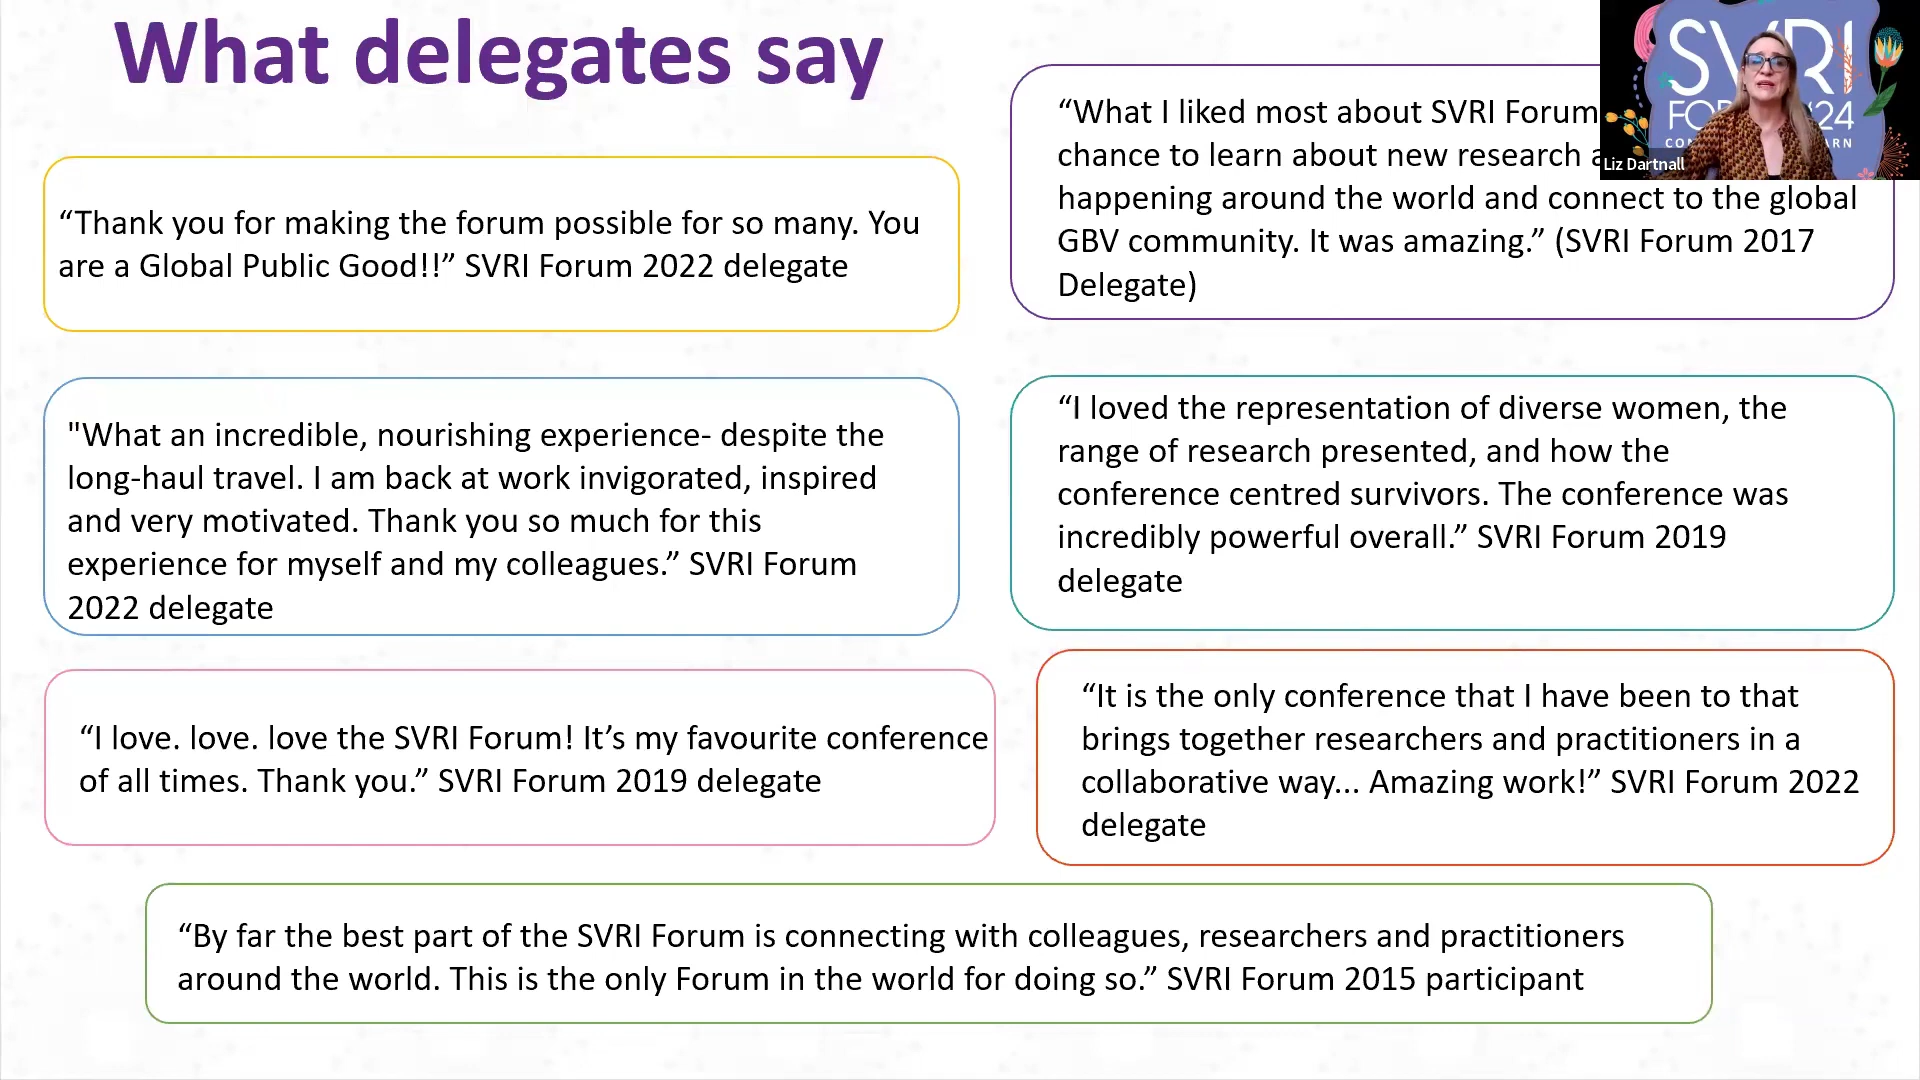 What delegates say
“Thank you for making the forum possible for so many. You
are a Global Public Good!!” SVRI Forum 2022 delegate
"What an incredible, nourishing experience- despite the
long-haul travel. I am back at work invigorated, inspired
and very motivated. Thank you so much for this
experience for myself and my colleagues.” SVRI Forum
2022 delegate
“I love. love. love the SVRI Forum! It’s my favourite conference
of all times. Thank you.” SVRI Forum 2019 delegate
“What I liked most about SVRI Forum
chance to learn about new research
happening around the world and connect to the global
GBV community. It was amazing.” (SVRI Forum 2017
Delegate)
“I loved the representation of diverse women, the
range of research presented, and how the
conference centred survivors. The conference was
incredibly powerful overall.” SVRI Forum 2019
delegate
“It is the only conference that I have been to that
brings together researchers and practitioners in a
collaborative way... Amazing work!” SVRI Forum 2022
delegate
“By far the best part of the SVRI Forum is connecting with colleagues, researchers and practitioners
around the world. This is the only Forum in the world for doing so.” SVRI Forum 2015 participant
SVRI
Liz Dartnall